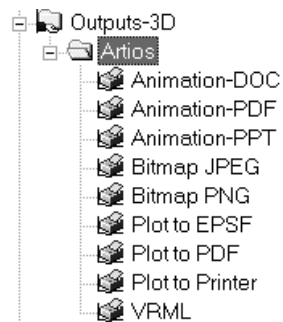 Outputs-3D
Artios
Animation-DOC
Animation-PDF
Animation-PPT
Bitmap JPEG
Bitmap PNG
Plot to EPSF
Plot to PDF
Plot to Printer
VRML